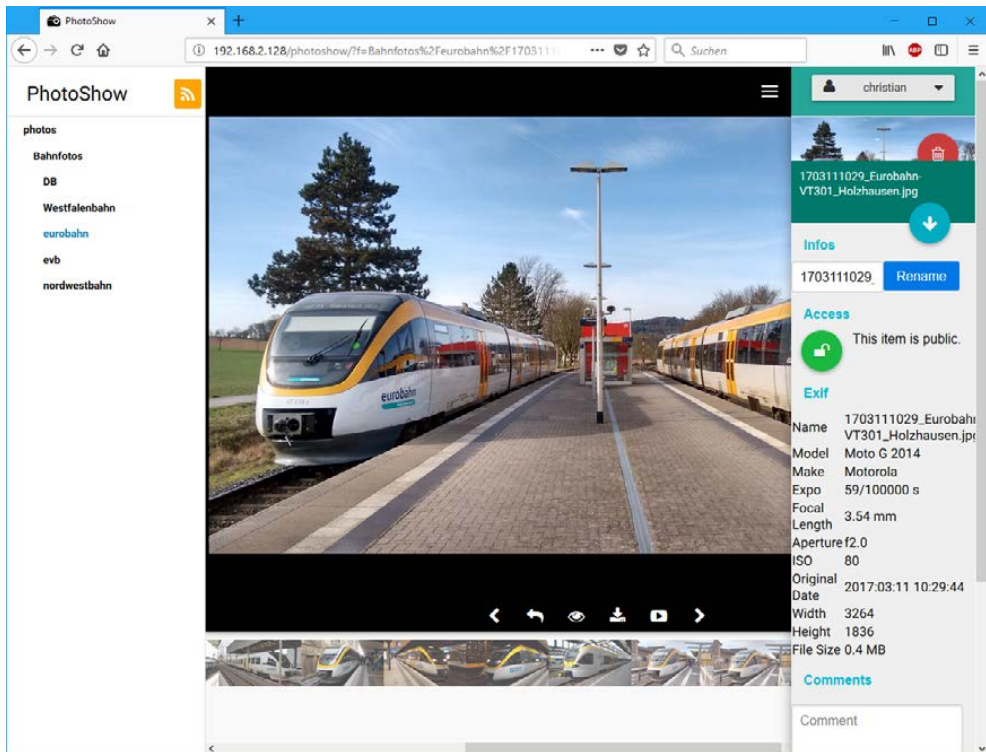 PhotoShow
192.168.2.128/photoshow/?f=Bahnfotos%2Feurobahn%2F170311
Suchen
ABP
PhotoShow
photos
Bahnfotos
DB
Westfalenbahn
eurobahn
evb
nordwestbahn
eurobahn
christian
1703111029_Eurobahn-
VT301_Holzhausen.jpg
Infos
1703111029_
Rename
Access
This item is public.
Exif
Name 1703111029_Eurobahn
VT301_Holzhausen.jpg
Model Moto G 2014
Make Motorola
Expo 59/100000 s
Focal
Length 3.54 mm
Aperture f2.0
ISO 80
Original
Date 2017:03:11 10:29:44
Width 3264
Height 1836
File Size 0.4 MB
Comments
Comment